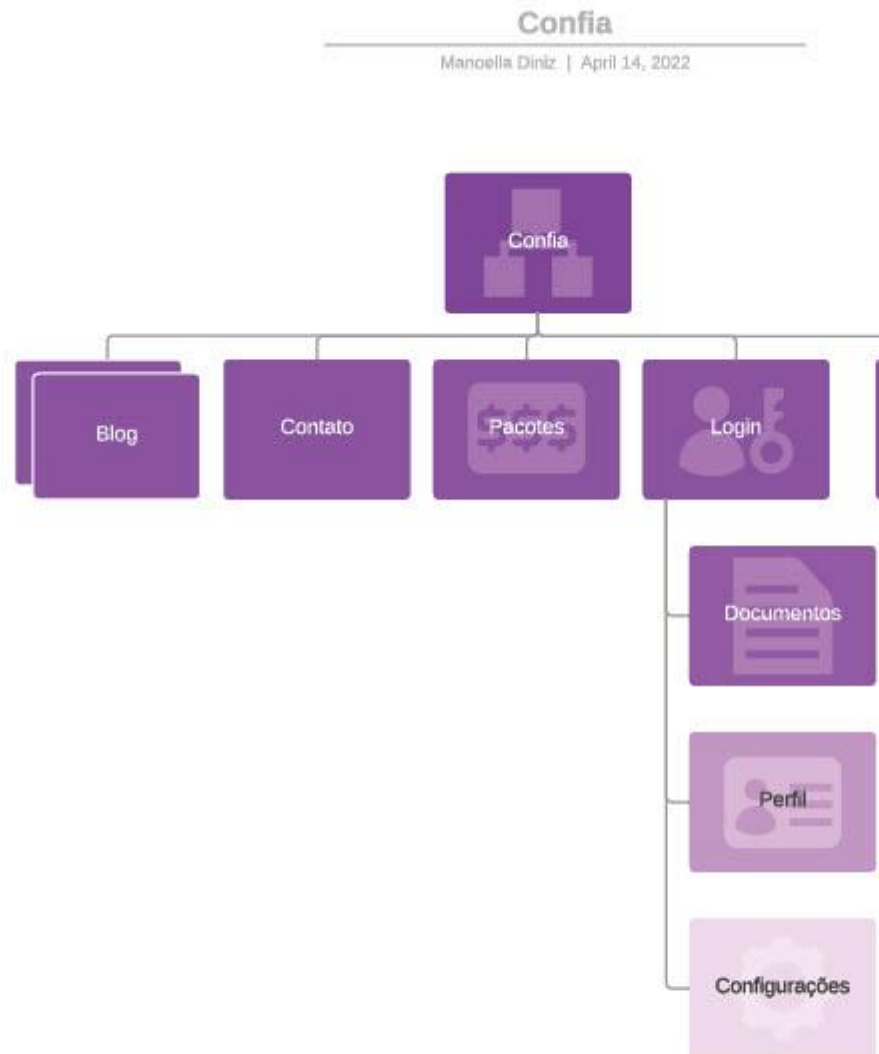 Confia
Manoella Diniz | April 14, 2022
Confia
Blog
Contato
Pacotes
$$$
Login
Documentos
Perfil
Configurações